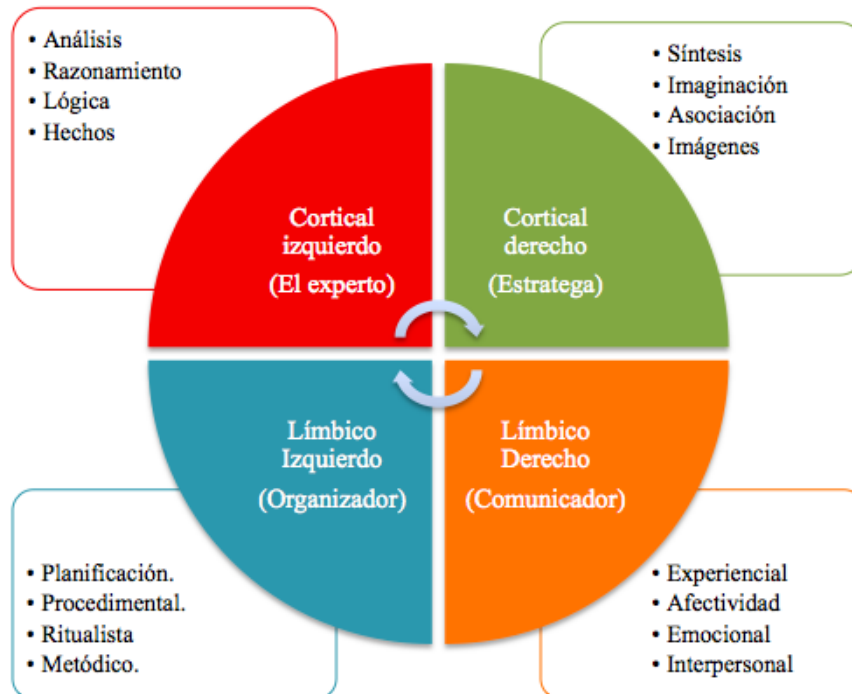 • Análisis
• Razonamiento
• Lógica
• Hechos
• Síntesis
• Imaginación
• Asociación
• Imágenes
Cortical
izquierdo
(El experto)
Cortical
derecho
(Estratega)
Límbico
Izquierdo
(Organizador)
Límbico
Derecho
(Comunicador)
• Planificación.
• Procedimental.
• Ritualista
• Metódico.
• Experiencial
• Afectividad
• Emocional
• Interpersonal